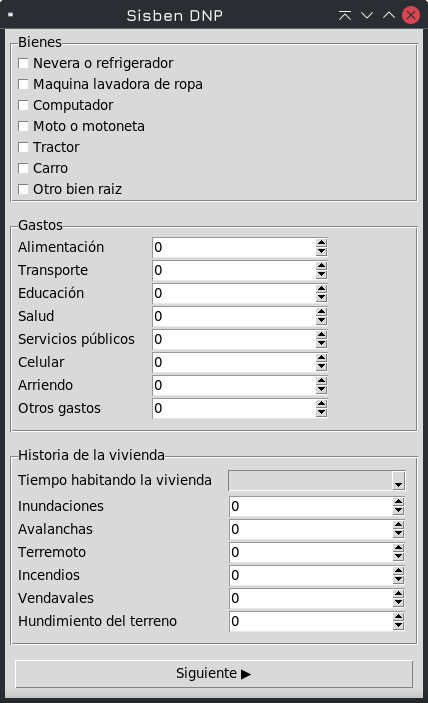 Sisben DNP
Bienes
Nevera o refrigerador
Maquina lavadora de ropa
Computador
Moto o motoneta
Tractor
Carro
Otro bien raiz
Gastos
Alimentación 0
Transporte 0
Educación 0
Salud 0
Servicios públicos 0
Celular 0
Arriendo 0
Otros gastos 0
Historia de la vivienda
Tiempo habitando la vivienda
Inundaciones 0
Avalanchas 0
Terremoto 0
Incendios 0
Vendavales 0
Hundimiento del terreno 0
Siguiente ▶